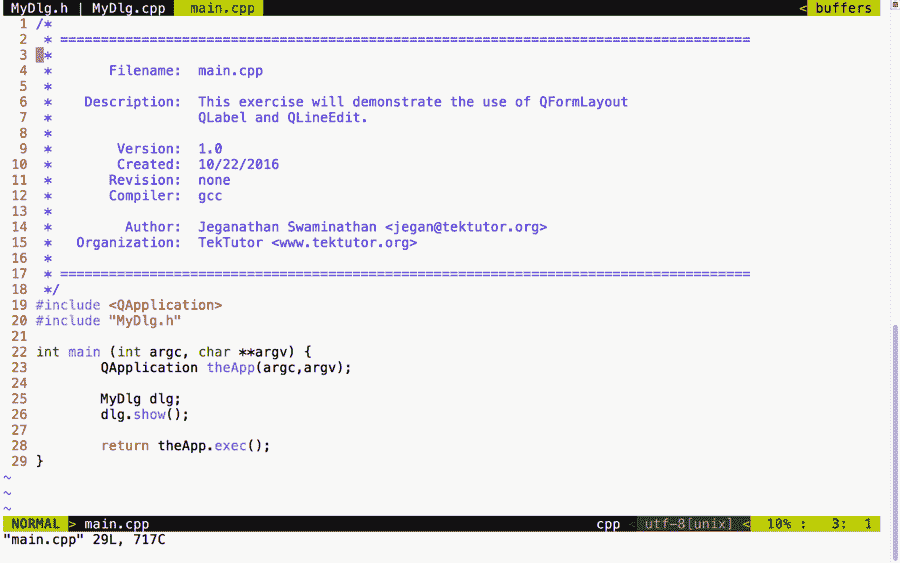 MyDlg.h | MyDlg.cpp main.cpp < buffers
1 /*
2  * =====================================================================================
3  *
4  *       Filename:  main.cpp
5  *
6  *    Description:  This exercise will demonstrate the use of QFormLayout
7  *                  QLabel and QLineEdit.
8  *
9  *        Version:  1.0
10  *        Created:  10/22/2016
11  *       Revision:  none
12  *       Compiler:  gcc
13  *
14  *         Author:  Jeganathan Swaminathan <jegan@tektutor.org>
15  *   Organization:  TekTutor <www.tektutor.org>
16  *
17  * =====================================================================================
18  */
19 #include <QApplication>
20 #include "MyDlg.h"
21
22 int main (int argc, char **argv) {
23         QApplication theApp(argc,argv);
24
25         MyDlg dlg;
26         dlg.show();
27
28         return theApp.exec();
29 }
~
~
~
NORMAL > main.cpp cpp < utf-8[unix] < 10% : 3: 1
"main.cpp" 29L, 717C